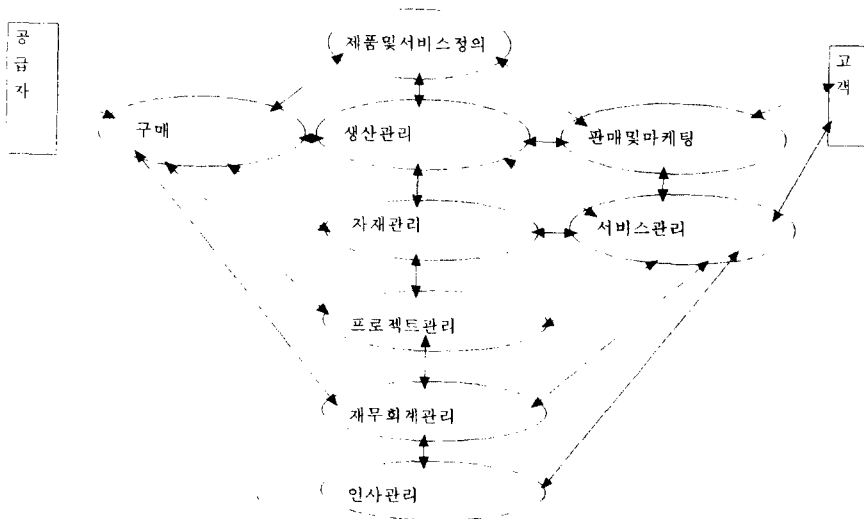 공
급
자
제품및서비스정의
고
객
구매
생산관리
판매및마케팅
자재관리
서비스관리
프로젝트관리
재무회계관리
인사관리